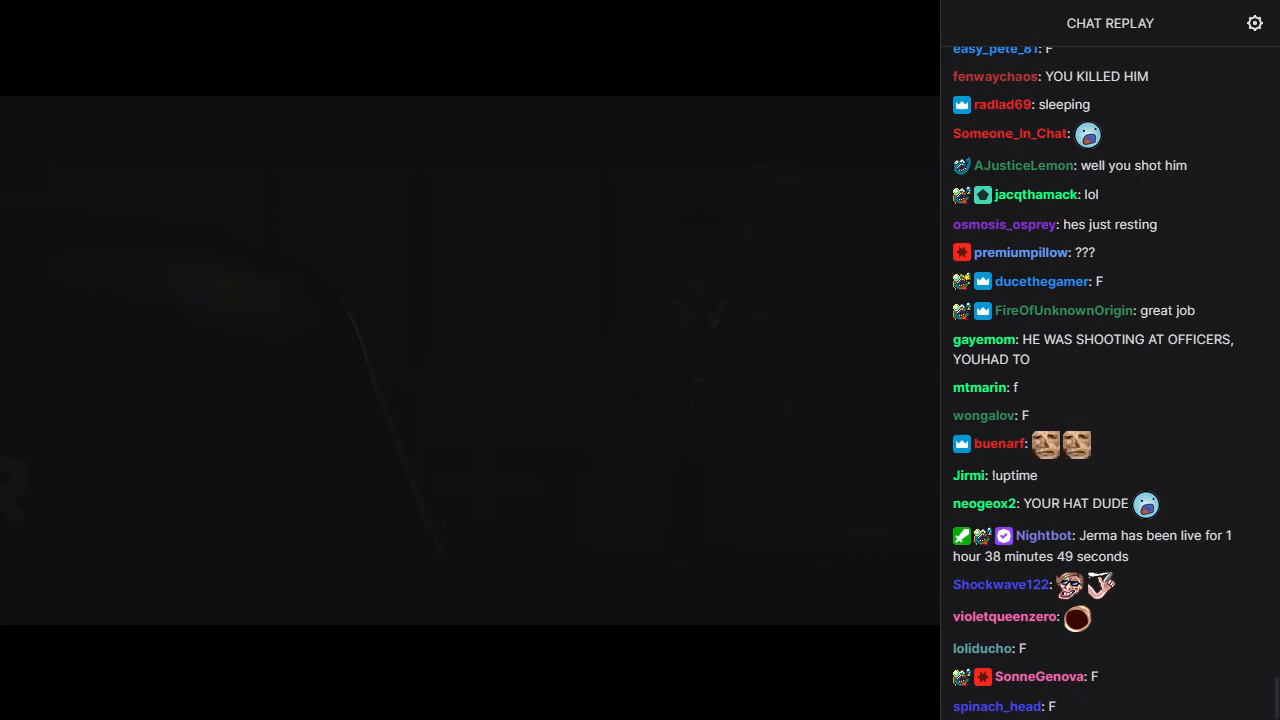 CHAT REPLAY
easy_pete_81: F
fenwaychaos: YOU KILLED HIM
radlad69: sleeping
Someone_In_Chat:
AJusticeLemon: well you shot him
jacqthamack: lol
osmosis_osprey: hes just resting
premiumpillow: ???
ducethegamer: F
FireOfUnknownOrigin: great job
gayemom: HE WAS SHOOTING AT OFFICERS,
YOUHAD TO
mtmarin: f
wongalov: F
buenarf:
Jirmi: !uptime
neogeox2: YOUR HAT DUDE
Nightbot: Jerma has been live for 1
hour 38 minutes 49 seconds
Shockwave122:
violetqueenzero:
loliducho: F
SonneGenova: F
spinach_head: F